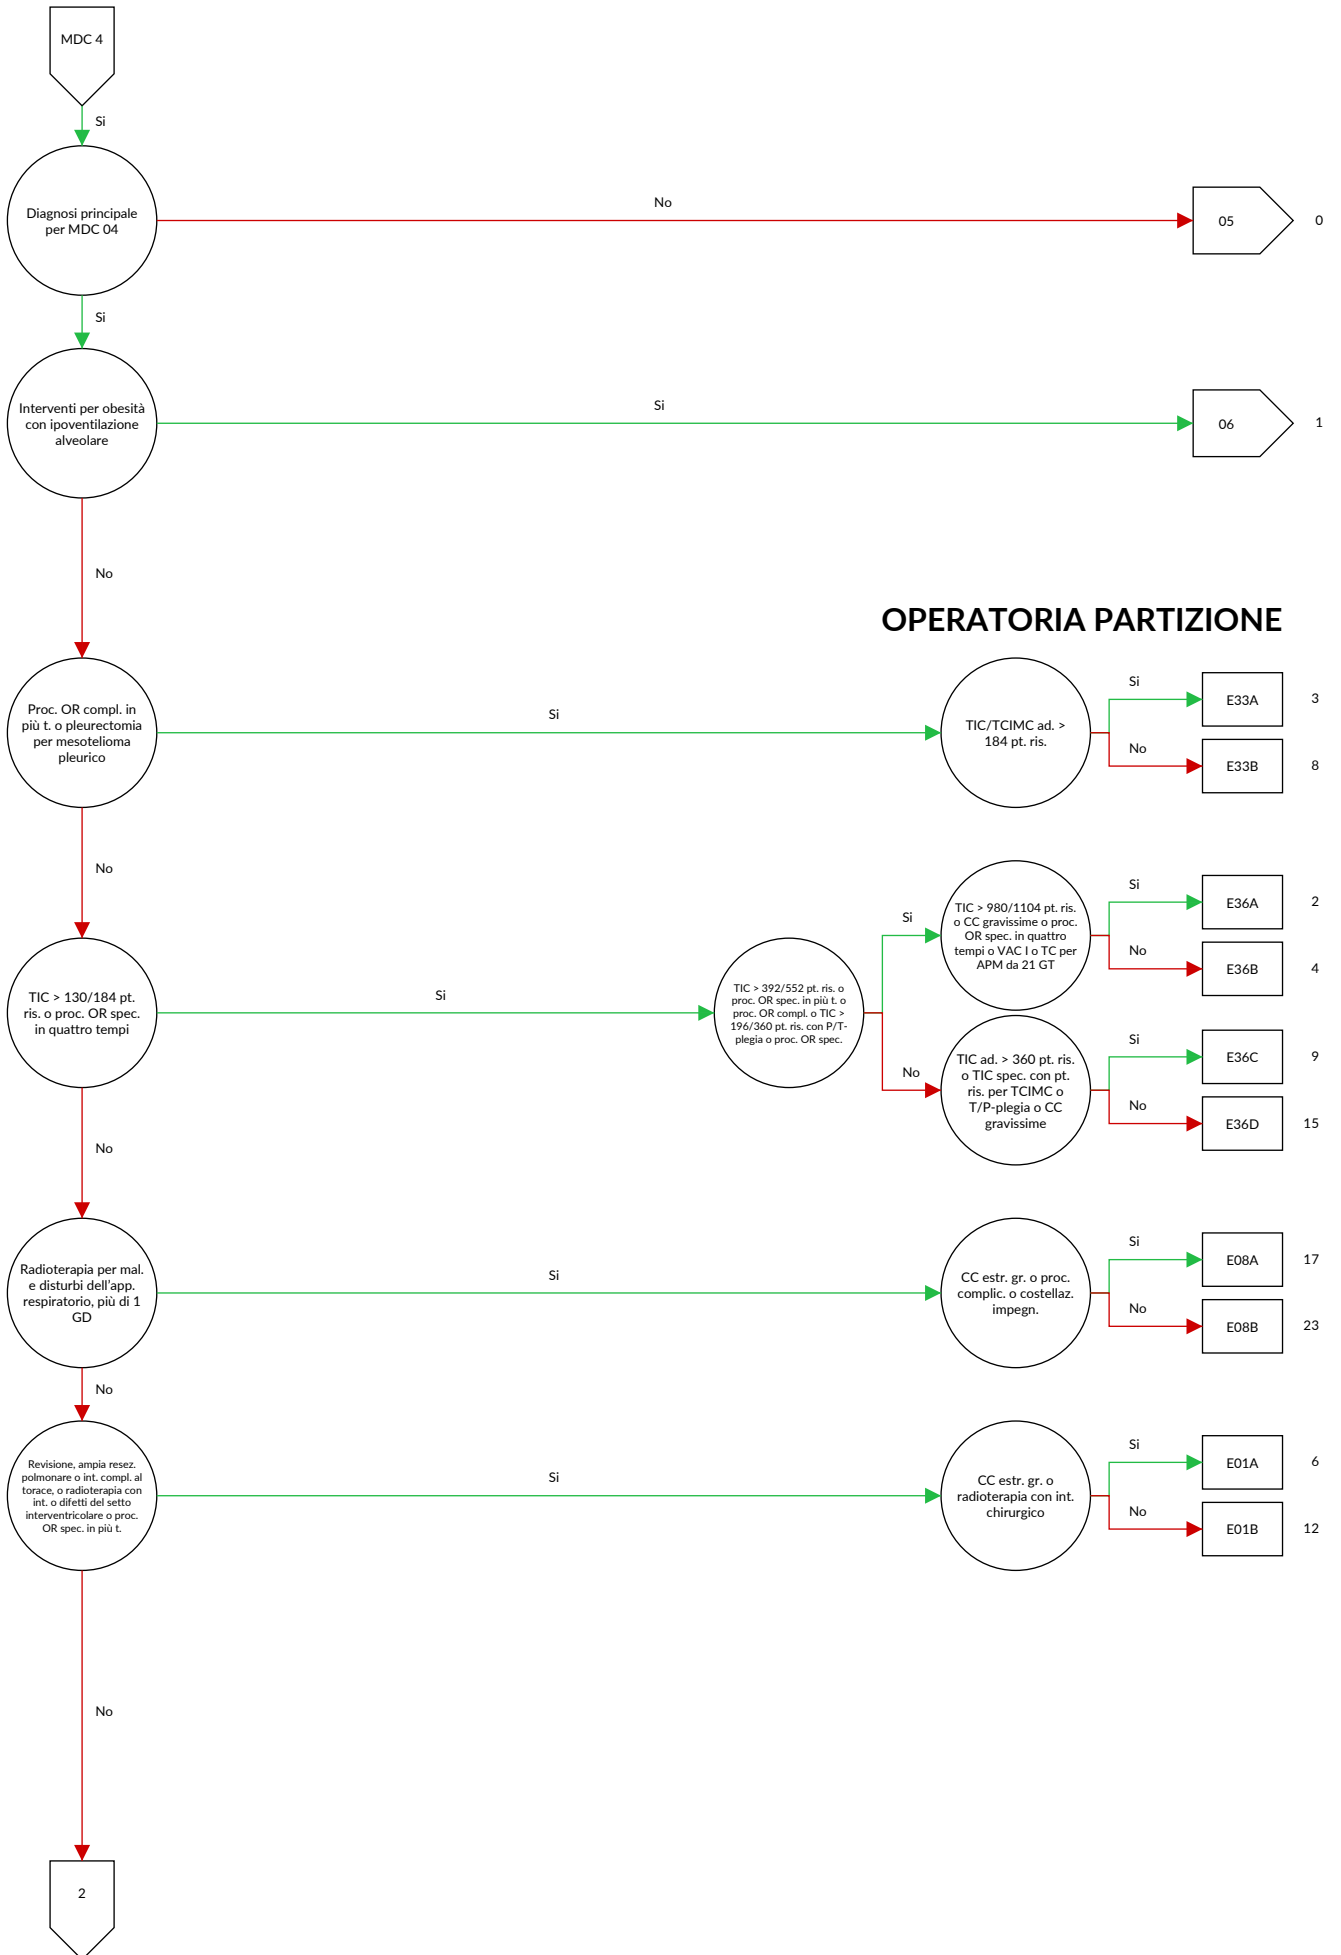 MDC 4
Si
Diagnosi principale
per MDC 04
No
05
0
Si
Interventi per obesità
con ipoventilazione
alveolare
Si
06
1
No
OPERATORIA PARTIZIONE
Proc. OR compl. in
più t. o pleurectomia
per mesotelioma
pleurico
Si
TIC/TCIMC ad. >
184 pt. ris.
Si
E33A
3
No
E33B
8
No
TIC > 130/184 pt.
ris. o proc. OR spec.
in quattro tempi
Si
TIC > 392/552 pt. ris. o
proc. OR spec. in più t. o
proc. OR compl. o TIC >
196/360 pt. ris. con P/T-
plegia o proc. OR spec.
Si
TIC > 980/1104 pt. ris.
o CC gravissime o proc.
OR spec. in quattro
tempi o VAC I o TC per
APM da 21 GT
Si
E36A
2
No
E36B
4
No
TIC ad. > 360 pt. ris.
o TIC spec. con pt.
ris. per TCIMC o
T/P-plegia o CC
gravissime
Si
E36C
9
No
E36D
15
No
Radioterapia per mal.
e disturbi dell'app.
respiratorio, più di 1
GD
Si
CC estr. gr. o proc.
complic. o costellaz.
impegn.
Si
E08A
17
No
E08B
23
No
Revisione, ampia resez.
polmonare o int. compl. al
torace, o radioterapia con
int. o difetti del setto
interventricolare o proc.
OR spec. in più t.
Si
CC estr. gr. o
radioterapia con int.
chirurgico
Si
E01A
6
No
E01B
12
No
2